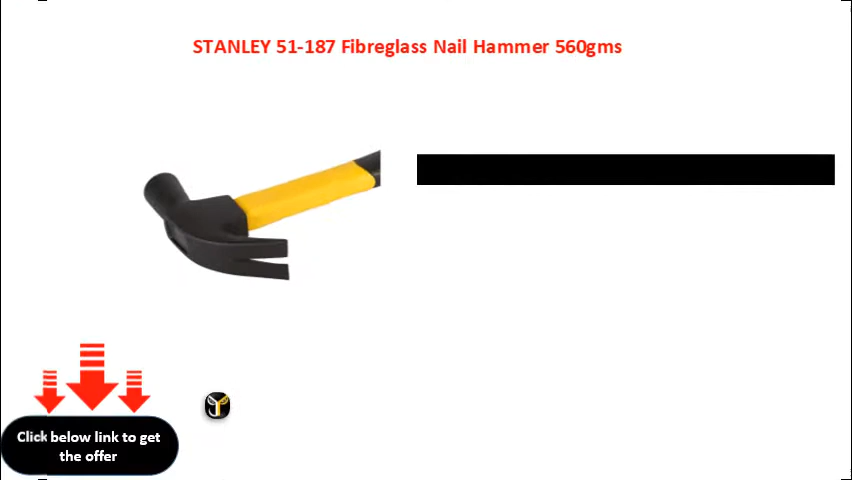 STANLEY 51-187 Fibreglass Nail Hammer 560gms
Click below link to get
the offer